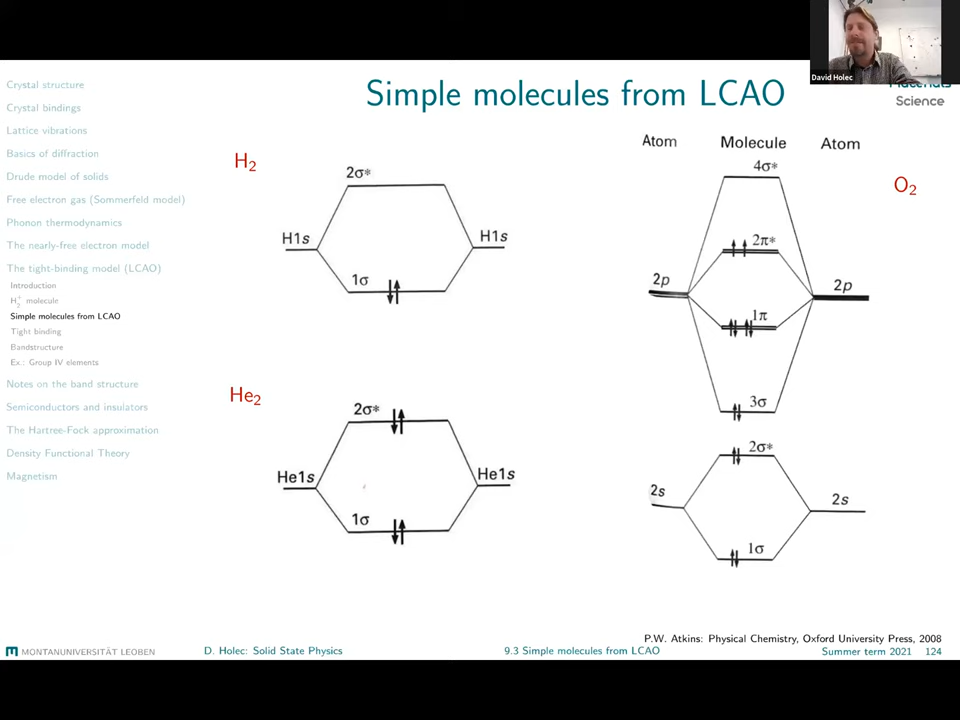 David Holec
Materials
Science
Simple molecules from LCAO
Crystal structure
Crystal bindings
Lattice vibrations
Basics of diffraction
Drude model of solids
Free electron gas (Sommerfeld model)
Phonon thermodynamics
The nearly-free electron model
The tight-binding model (LCAO)
Introduction
H₂⁺ molecule
Simple molecules from LCAO
Tight binding
Bandstructure
Ex.: Group IV elements
Notes on the band structure
Semiconductors and insulators
The Hartree-Fock approximation
Density Functional Theory
Magnetism
H₂
2σ*
H1s
H1s
1σ
He₂
2σ*
He1s
He1s
1σ
Atom Molecule Atom
O₂
4σ*
2π*
2p
2p
1π
3σ
2σ*
2s
2s
1σ
P.W. Atkins: Physical Chemistry, Oxford University Press, 2008
MONTANUNIVERSITÄT LEOBEN
D. Holec: Solid State Physics
9.3 Simple molecules from LCAO
Summer term 2021 124